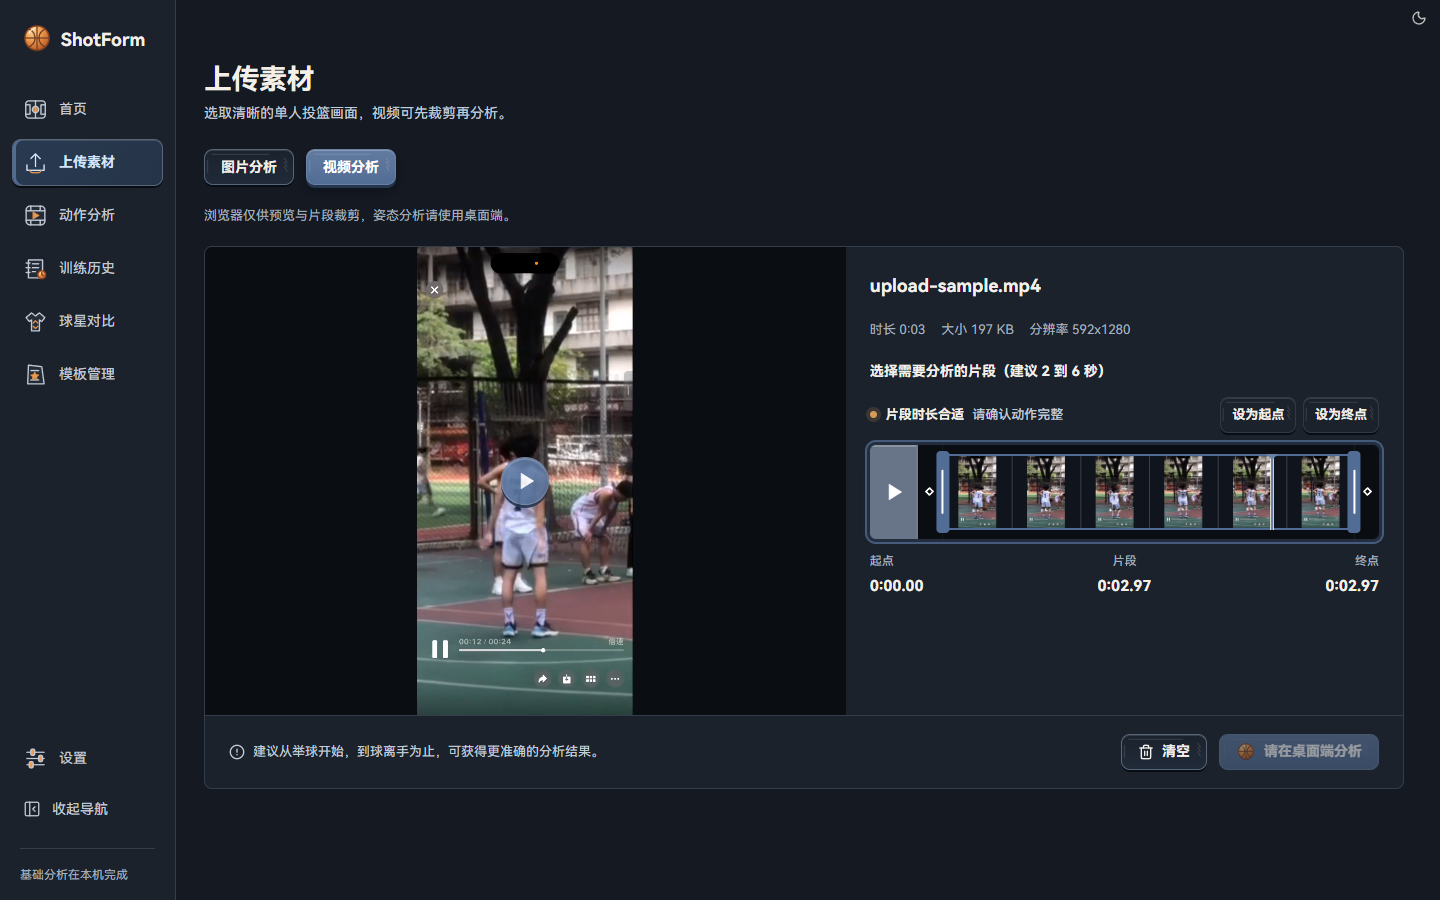 ShotForm
首页
上传素材
动作分析
训练历史
球星对比
模板管理
设置
收起导航
基础分析在本机完成
上传素材
选取清晰的单人投篮画面，视频可先裁剪再分析。
图片分析
视频分析
浏览器仅供预览与片段裁剪，姿态分析请使用桌面端。
00:12 / 00:24
倍速
upload-sample.mp4
时长 0:03 大小 197 KB 分辨率 592x1280
选择需要分析的片段（建议 2 到 6 秒）
片段时长合适 请确认动作完整
设为起点
设为终点
起点 片段 终点
0:00.00 0:02.97 0:02.97
建议从举球开始，到球离手为止，可获得更准确的分析结果。
清空
请在桌面端分析